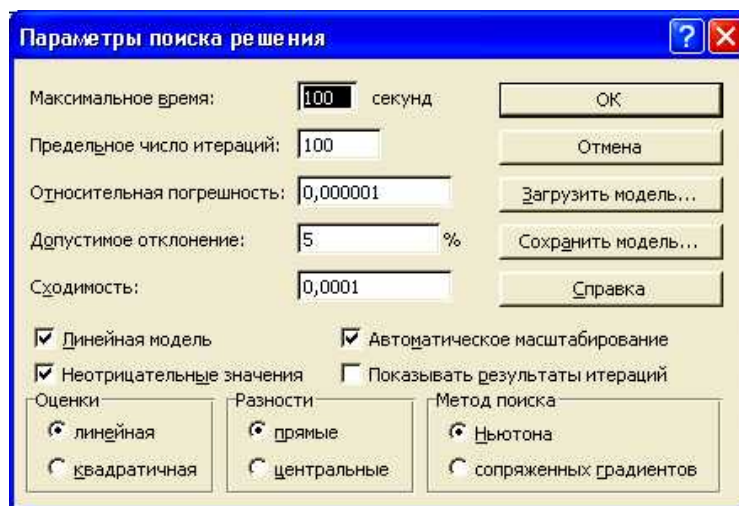 Параметры поиска решения
Максимальное время: 100 секунд OK
Предельное число итераций: 100 Отмена
Относительная погрешность: 0,000001 Загрузить модель...
Допустимое отклонение: 5 % Сохранить модель...
Сходимость: 0,0001 Справка
Линейная модель Автоматическое масштабирование
Неотрицательные значения Показывать результаты итераций
Оценки Разности Метод поиска
линейная прямые Ньютона
квадратичная центральные сопряженных градиентов